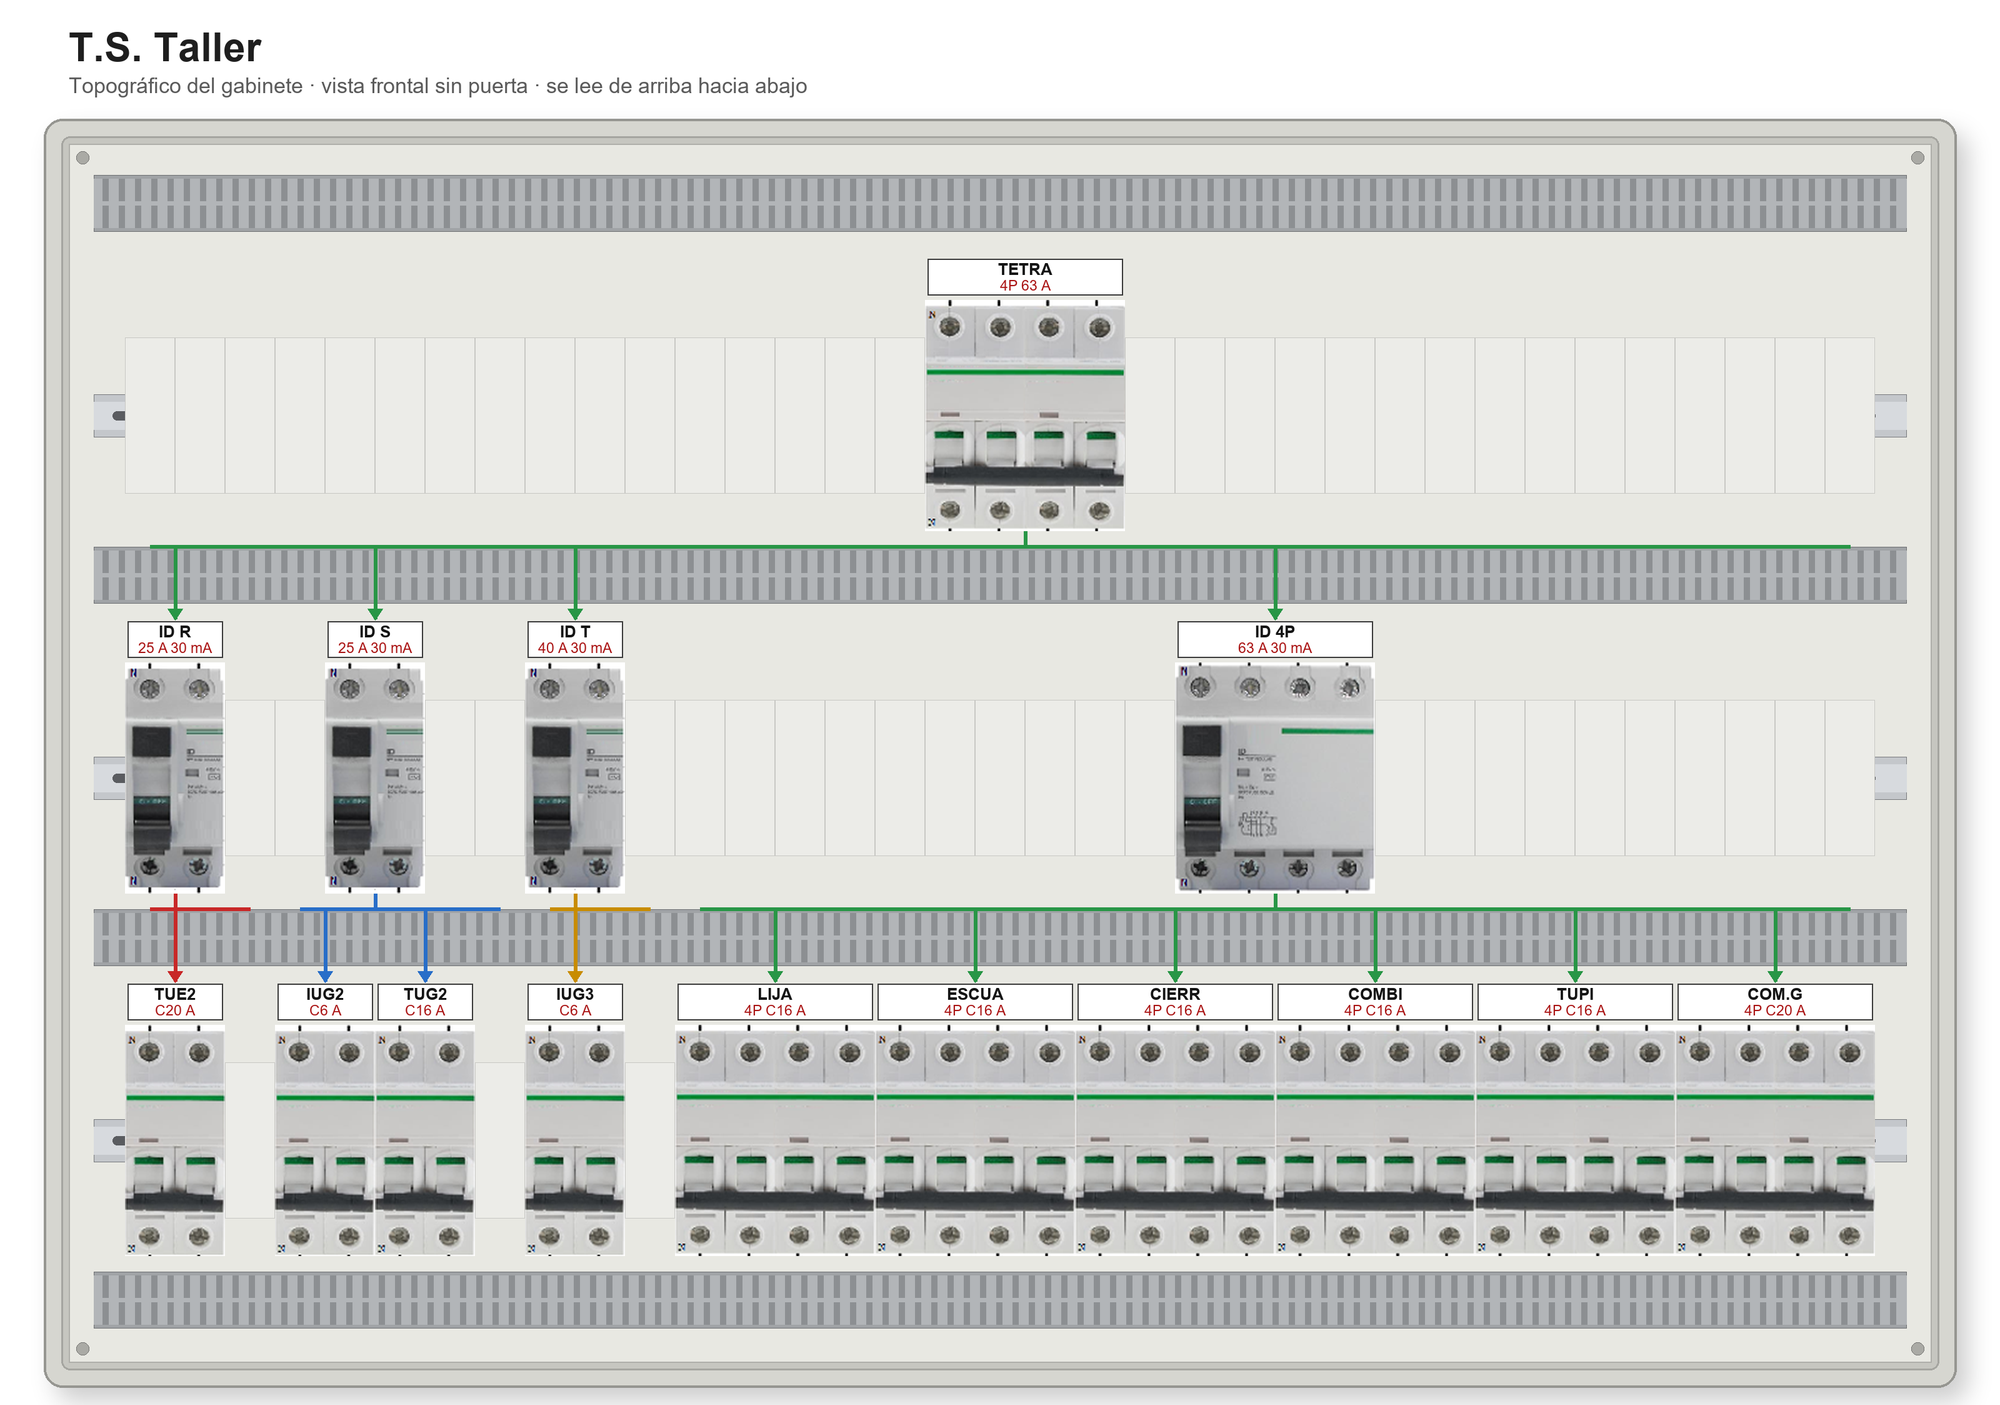 T.S. Taller
Topográfico del gabinete · vista frontal sin puerta · se lee de arriba hacia abajo
TETRA
4P 63 A
ID R
25 A 30 mA
ID S
25 A 30 mA
ID T
40 A 30 mA
ID 4P
63 A 30 mA
TUE2
C20 A
IUG2
C6 A
TUG2
C16 A
IUG3
C6 A
LIJA
4P C16 A
ESCUA
4P C16 A
CIERR
4P C16 A
COMBI
4P C16 A
TUPI
4P C16 A
COM.G
4P C20 A